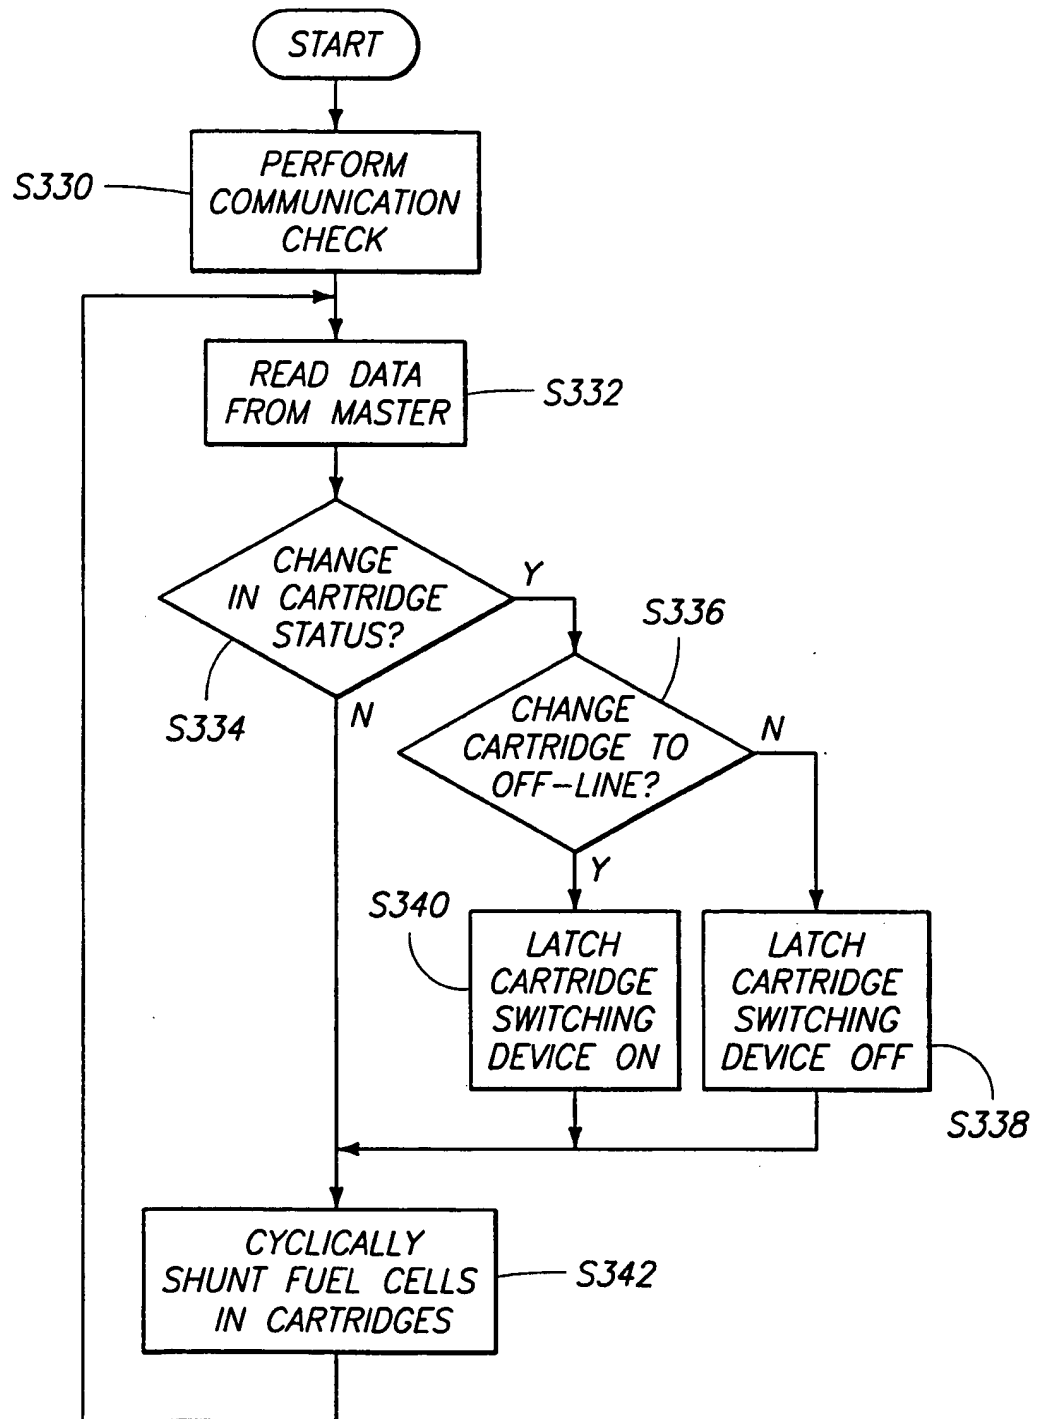 START
PERFORM
COMMUNICATION
CHECK
S330
READ DATA
FROM MASTER
S332
CHANGE
IN CARTRIDGE
STATUS?
Y
S334
N
S336
CHANGE
CARTRIDGE TO
OFF-LINE?
N
Y
S340
LATCH
CARTRIDGE
SWITCHING
DEVICE ON
LATCH
CARTRIDGE
SWITCHING
DEVICE OFF
S338
CYCLICALLY
SHUNT FUEL CELLS
IN CARTRIDGES
S342